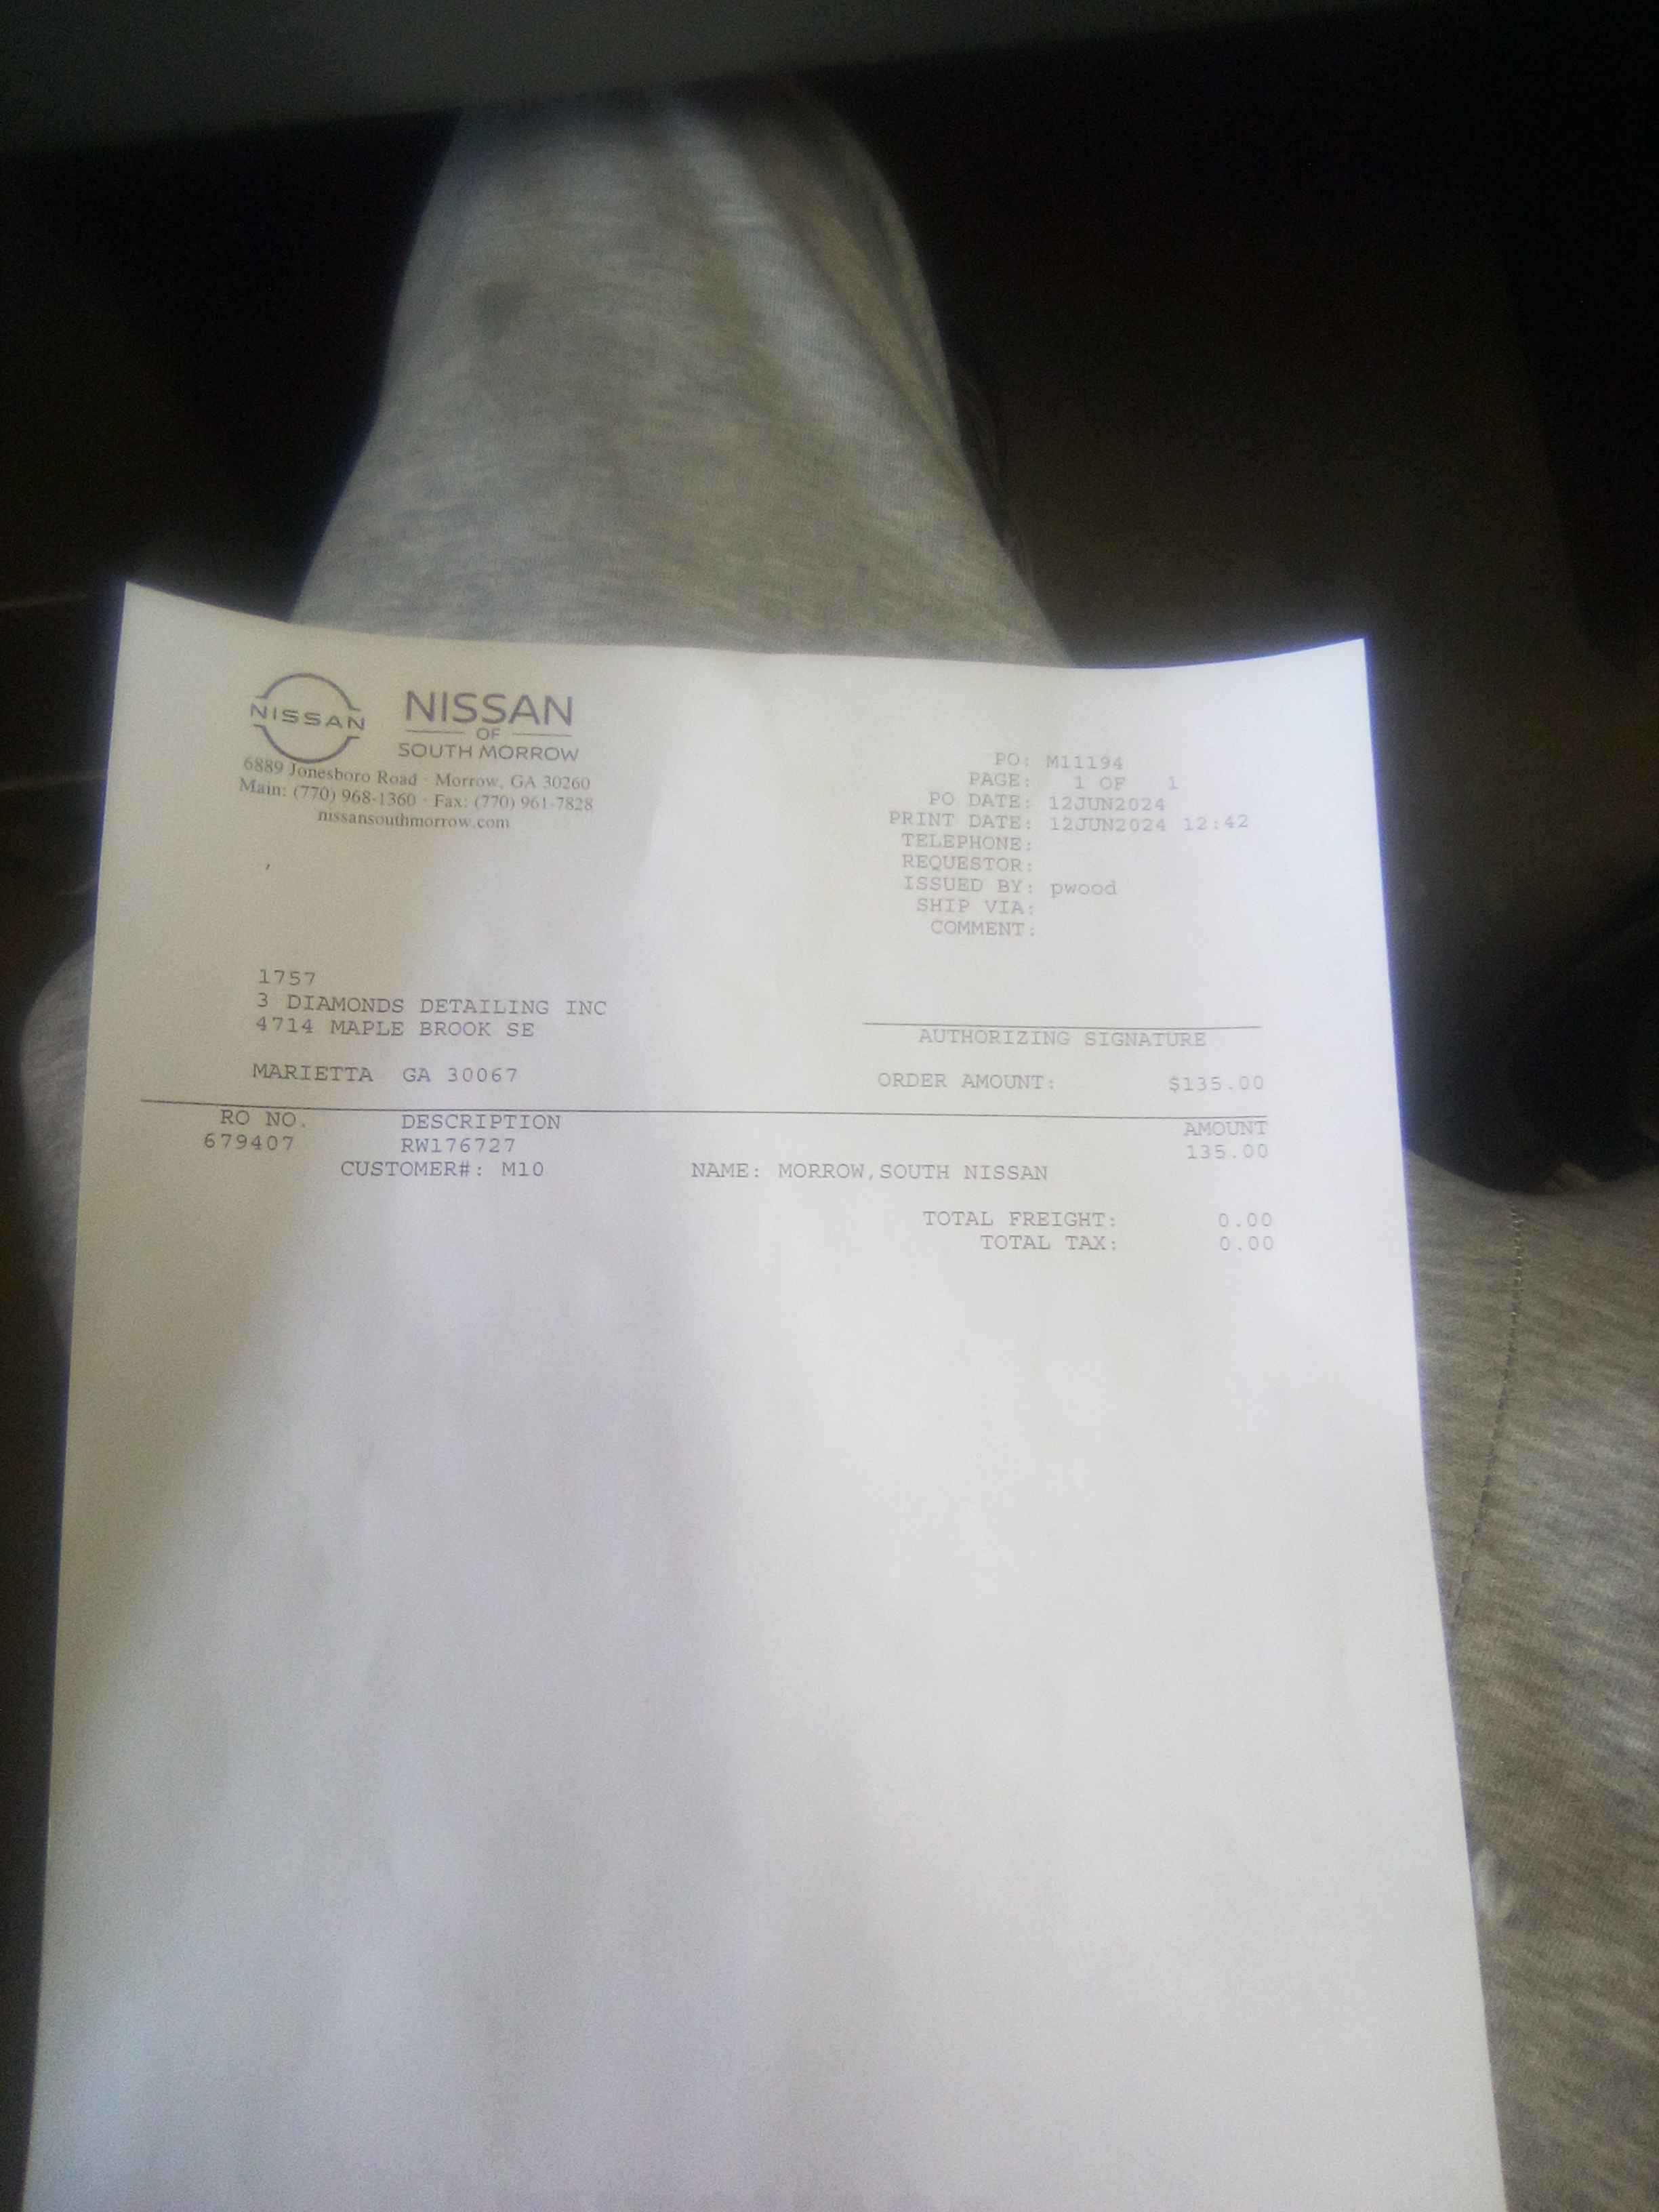 NISSAN
NISSAN
OF
SOUTH MORROW
6889 Jonesboro Road · Morrow, GA 30260
Main: (770) 968-1360 · Fax: (770) 961-7828
nissansouthmorrow.com
PO: M11194
PAGE: 1 OF 1
PO DATE: 12JUN2024
PRINT DATE: 12JUN2024 12:42
TELEPHONE:
REQUESTOR:
ISSUED BY: pwood
SHIP VIA:
COMMENT:
1757
3 DIAMONDS DETAILING INC
4714 MAPLE BROOK SE
MARIETTA GA 30067
AUTHORIZING SIGNATURE
ORDER AMOUNT: $135.00
RO NO. DESCRIPTION AMOUNT
679407 RW176727 135.00
CUSTOMER#: M10 NAME: MORROW,SOUTH NISSAN
TOTAL FREIGHT: 0.00
TOTAL TAX: 0.00